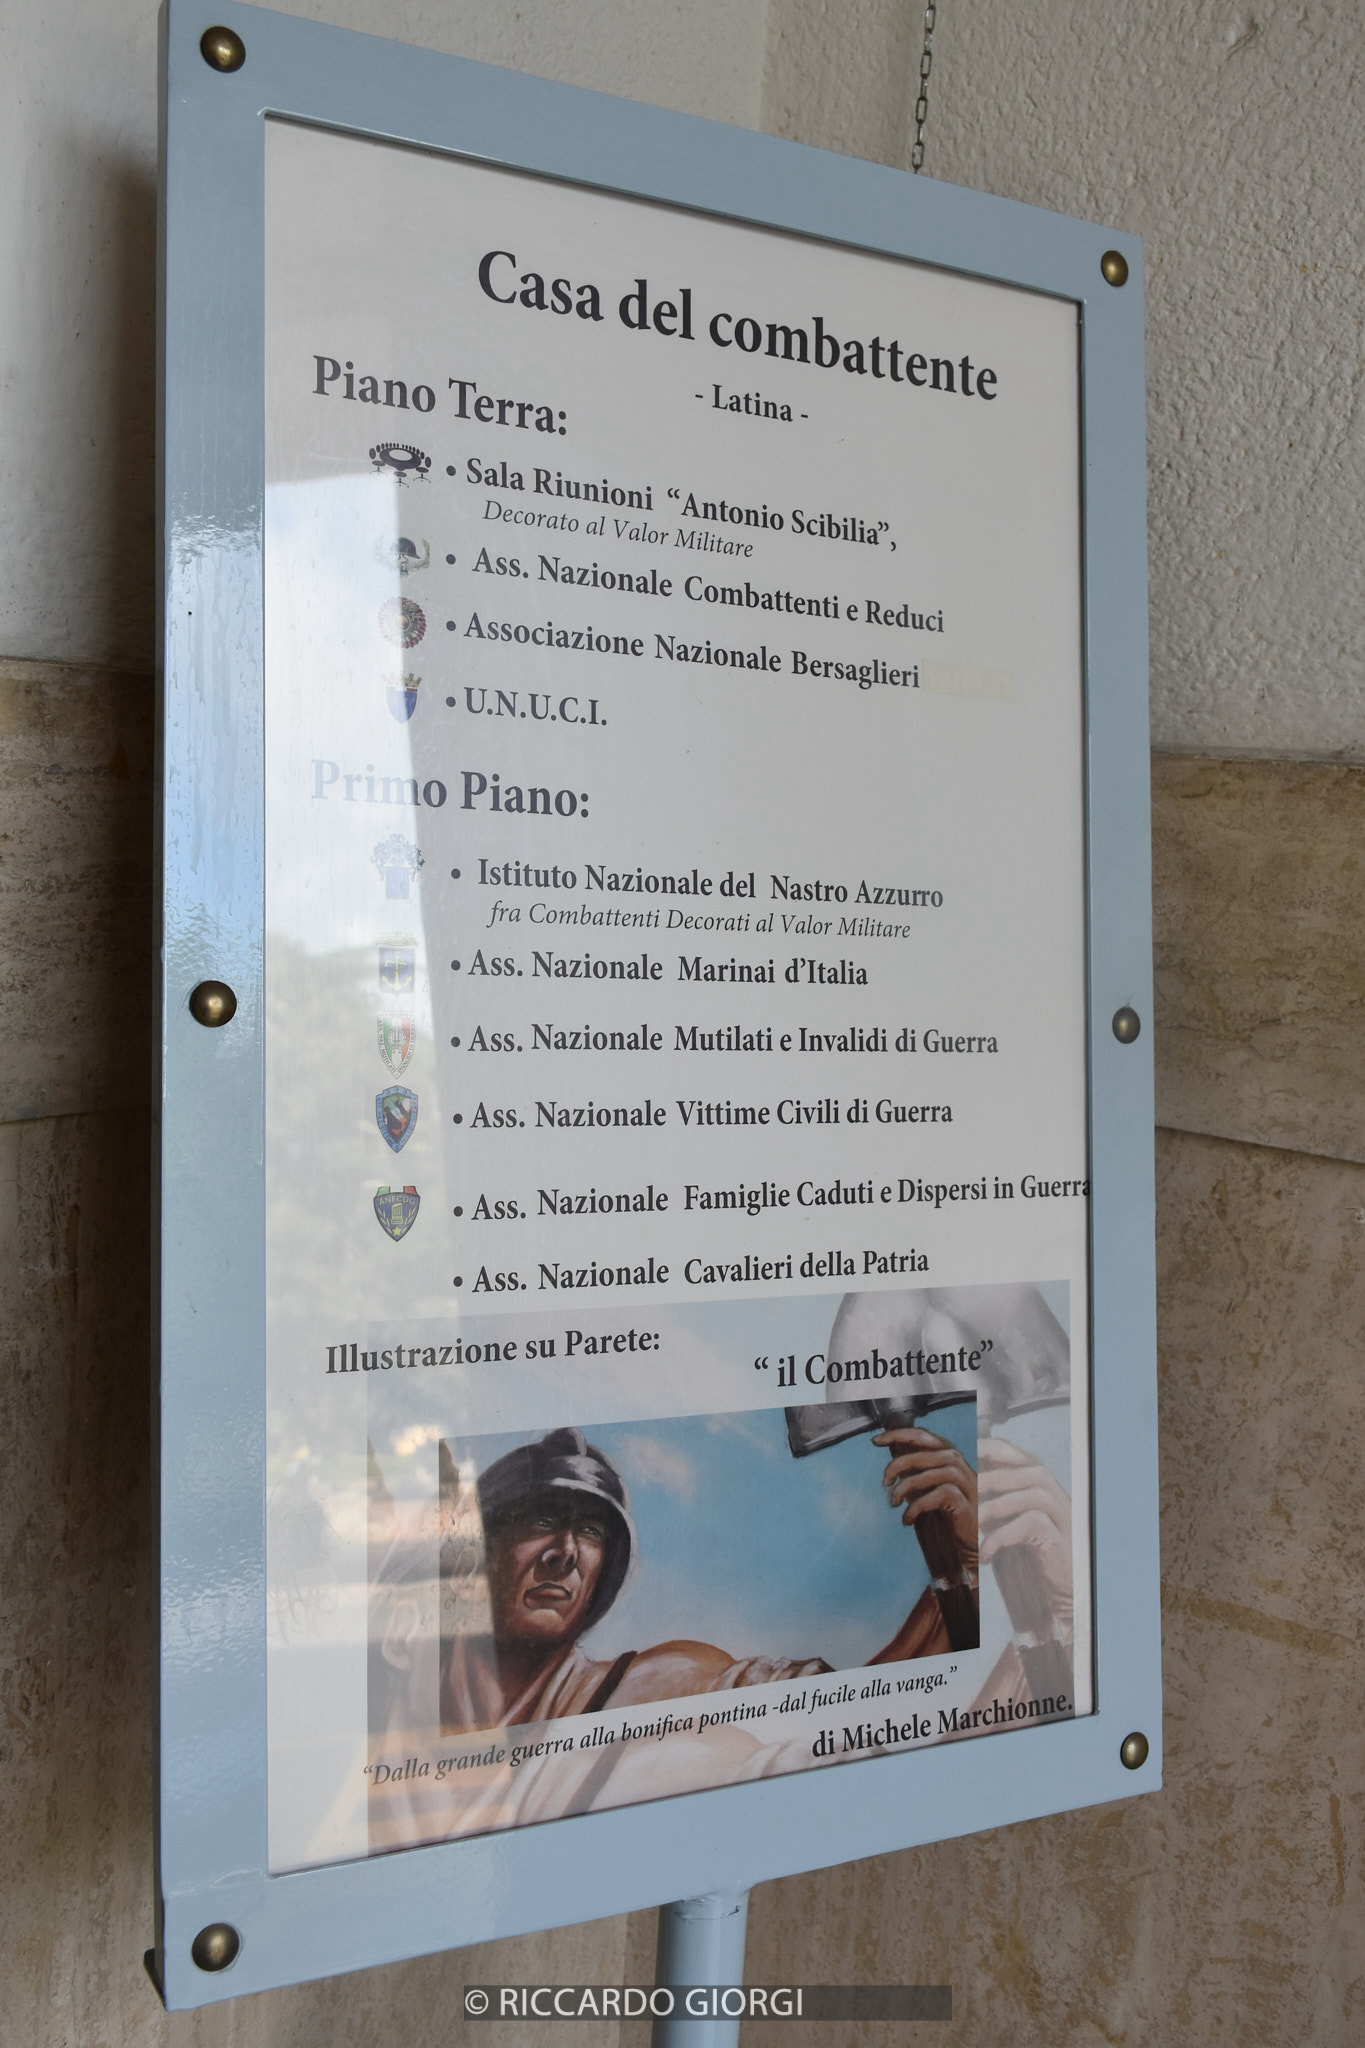 Casa del combattente
- Latina -
Piano Terra:
• Sala Riunioni “Antonio Scibilia”,
Decorato al Valor Militare
• Ass. Nazionale Combattenti e Reduci
• Associazione Nazionale Bersaglieri
• U.N.U.C.I.
Primo Piano:
• Istituto Nazionale del Nastro Azzurro
fra Combattenti Decorati al Valor Militare
• Ass. Nazionale Marinai d’Italia
• Ass. Nazionale Mutilati e Invalidi di Guerra
• Ass. Nazionale Vittime Civili di Guerra
ANFCDG
• Ass. Nazionale Famiglie Caduti e Dispersi in Guerra
• Ass. Nazionale Cavalieri della Patria
Illustrazione su Parete:
“ il Combattente”
“Dalla grande guerra alla bonifica pontina -dal fucile alla vanga.”
di Michele Marchionne.
© RICCARDO GIORGI